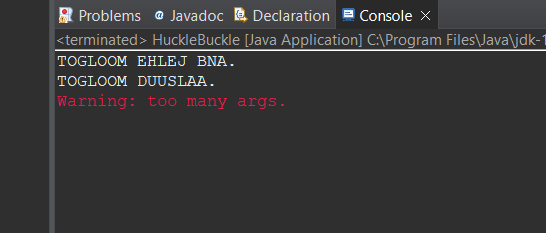 Problems @ Javadoc Declaration Console
<terminated> HuckleBuckle [Java Application] C:\Program Files\Java\jdk-1
TOGLOOM EHLEJ BNA.
TOGLOOM DUUSLAA.
Warning: too many args.